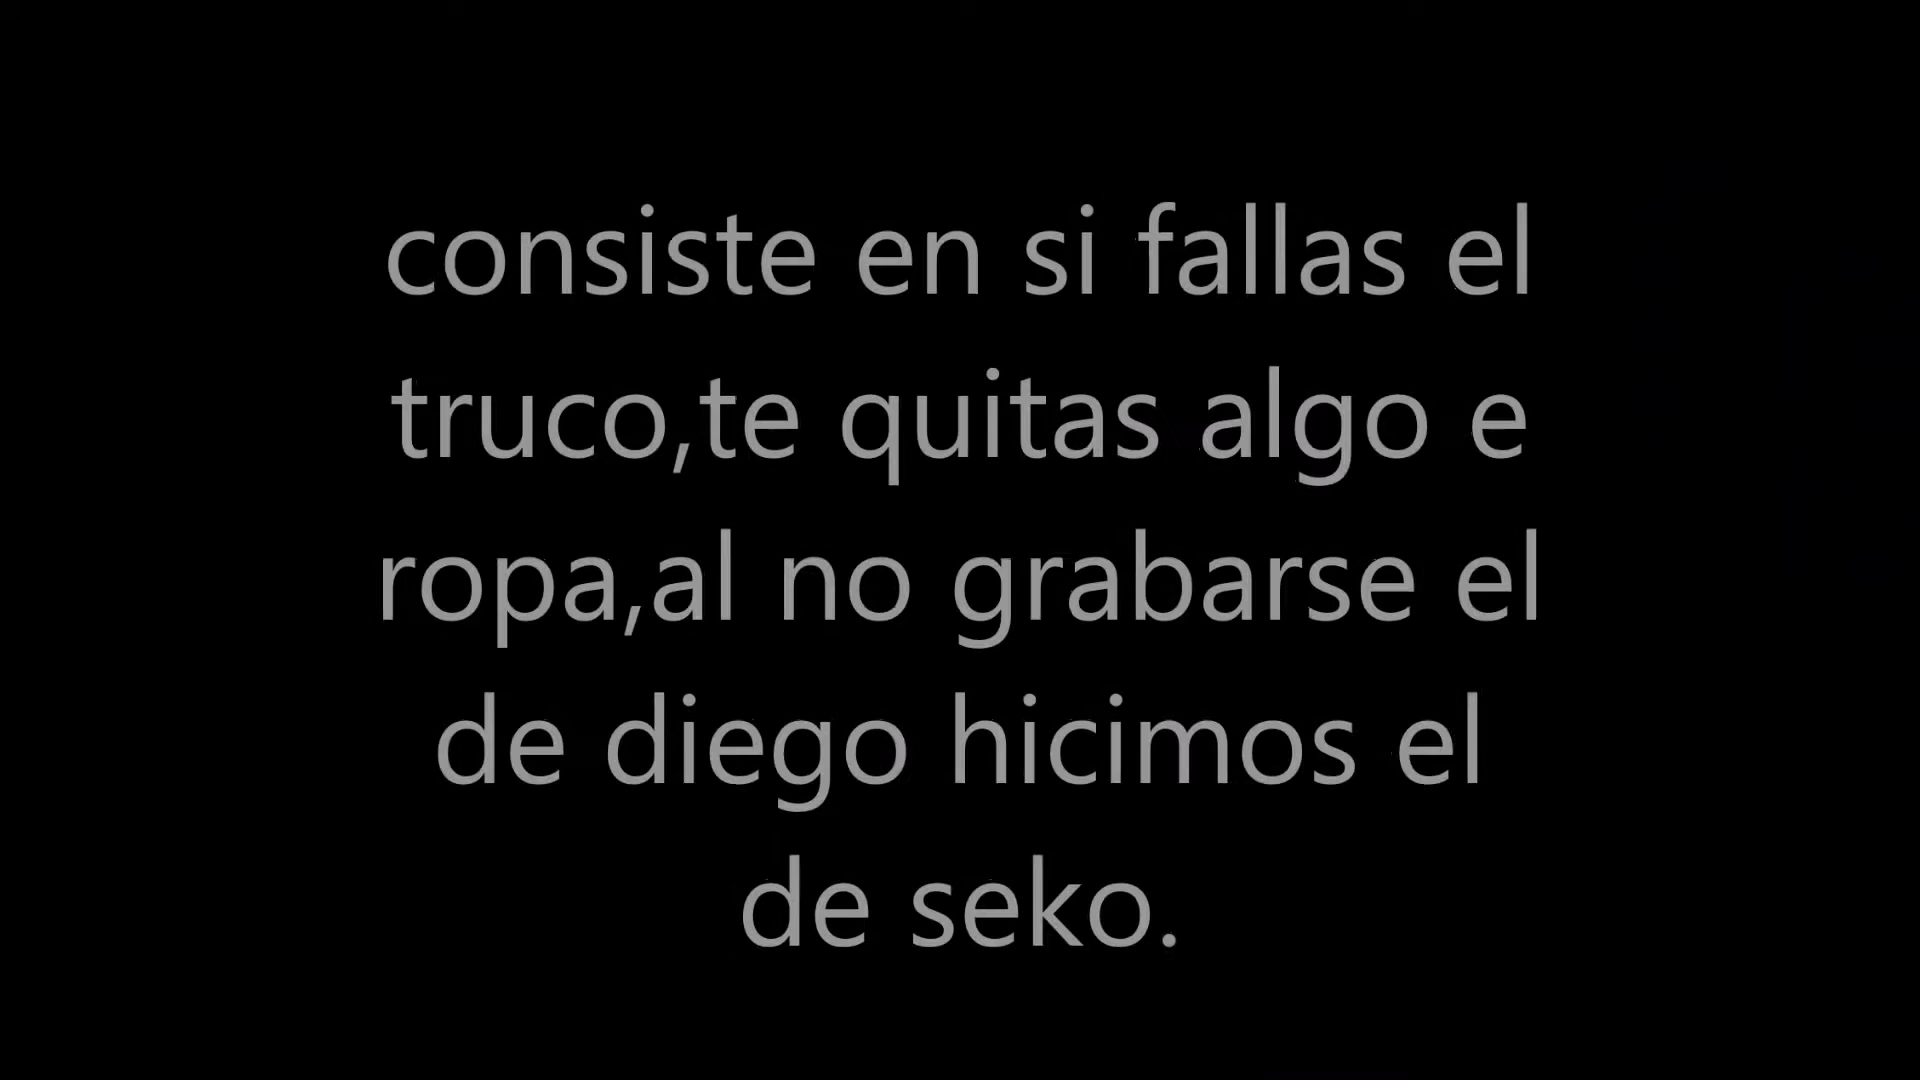 consiste en si fallas el
truco,te quitas algo e
ropa,al no grabarse el
de diego hicimos el
de seko.